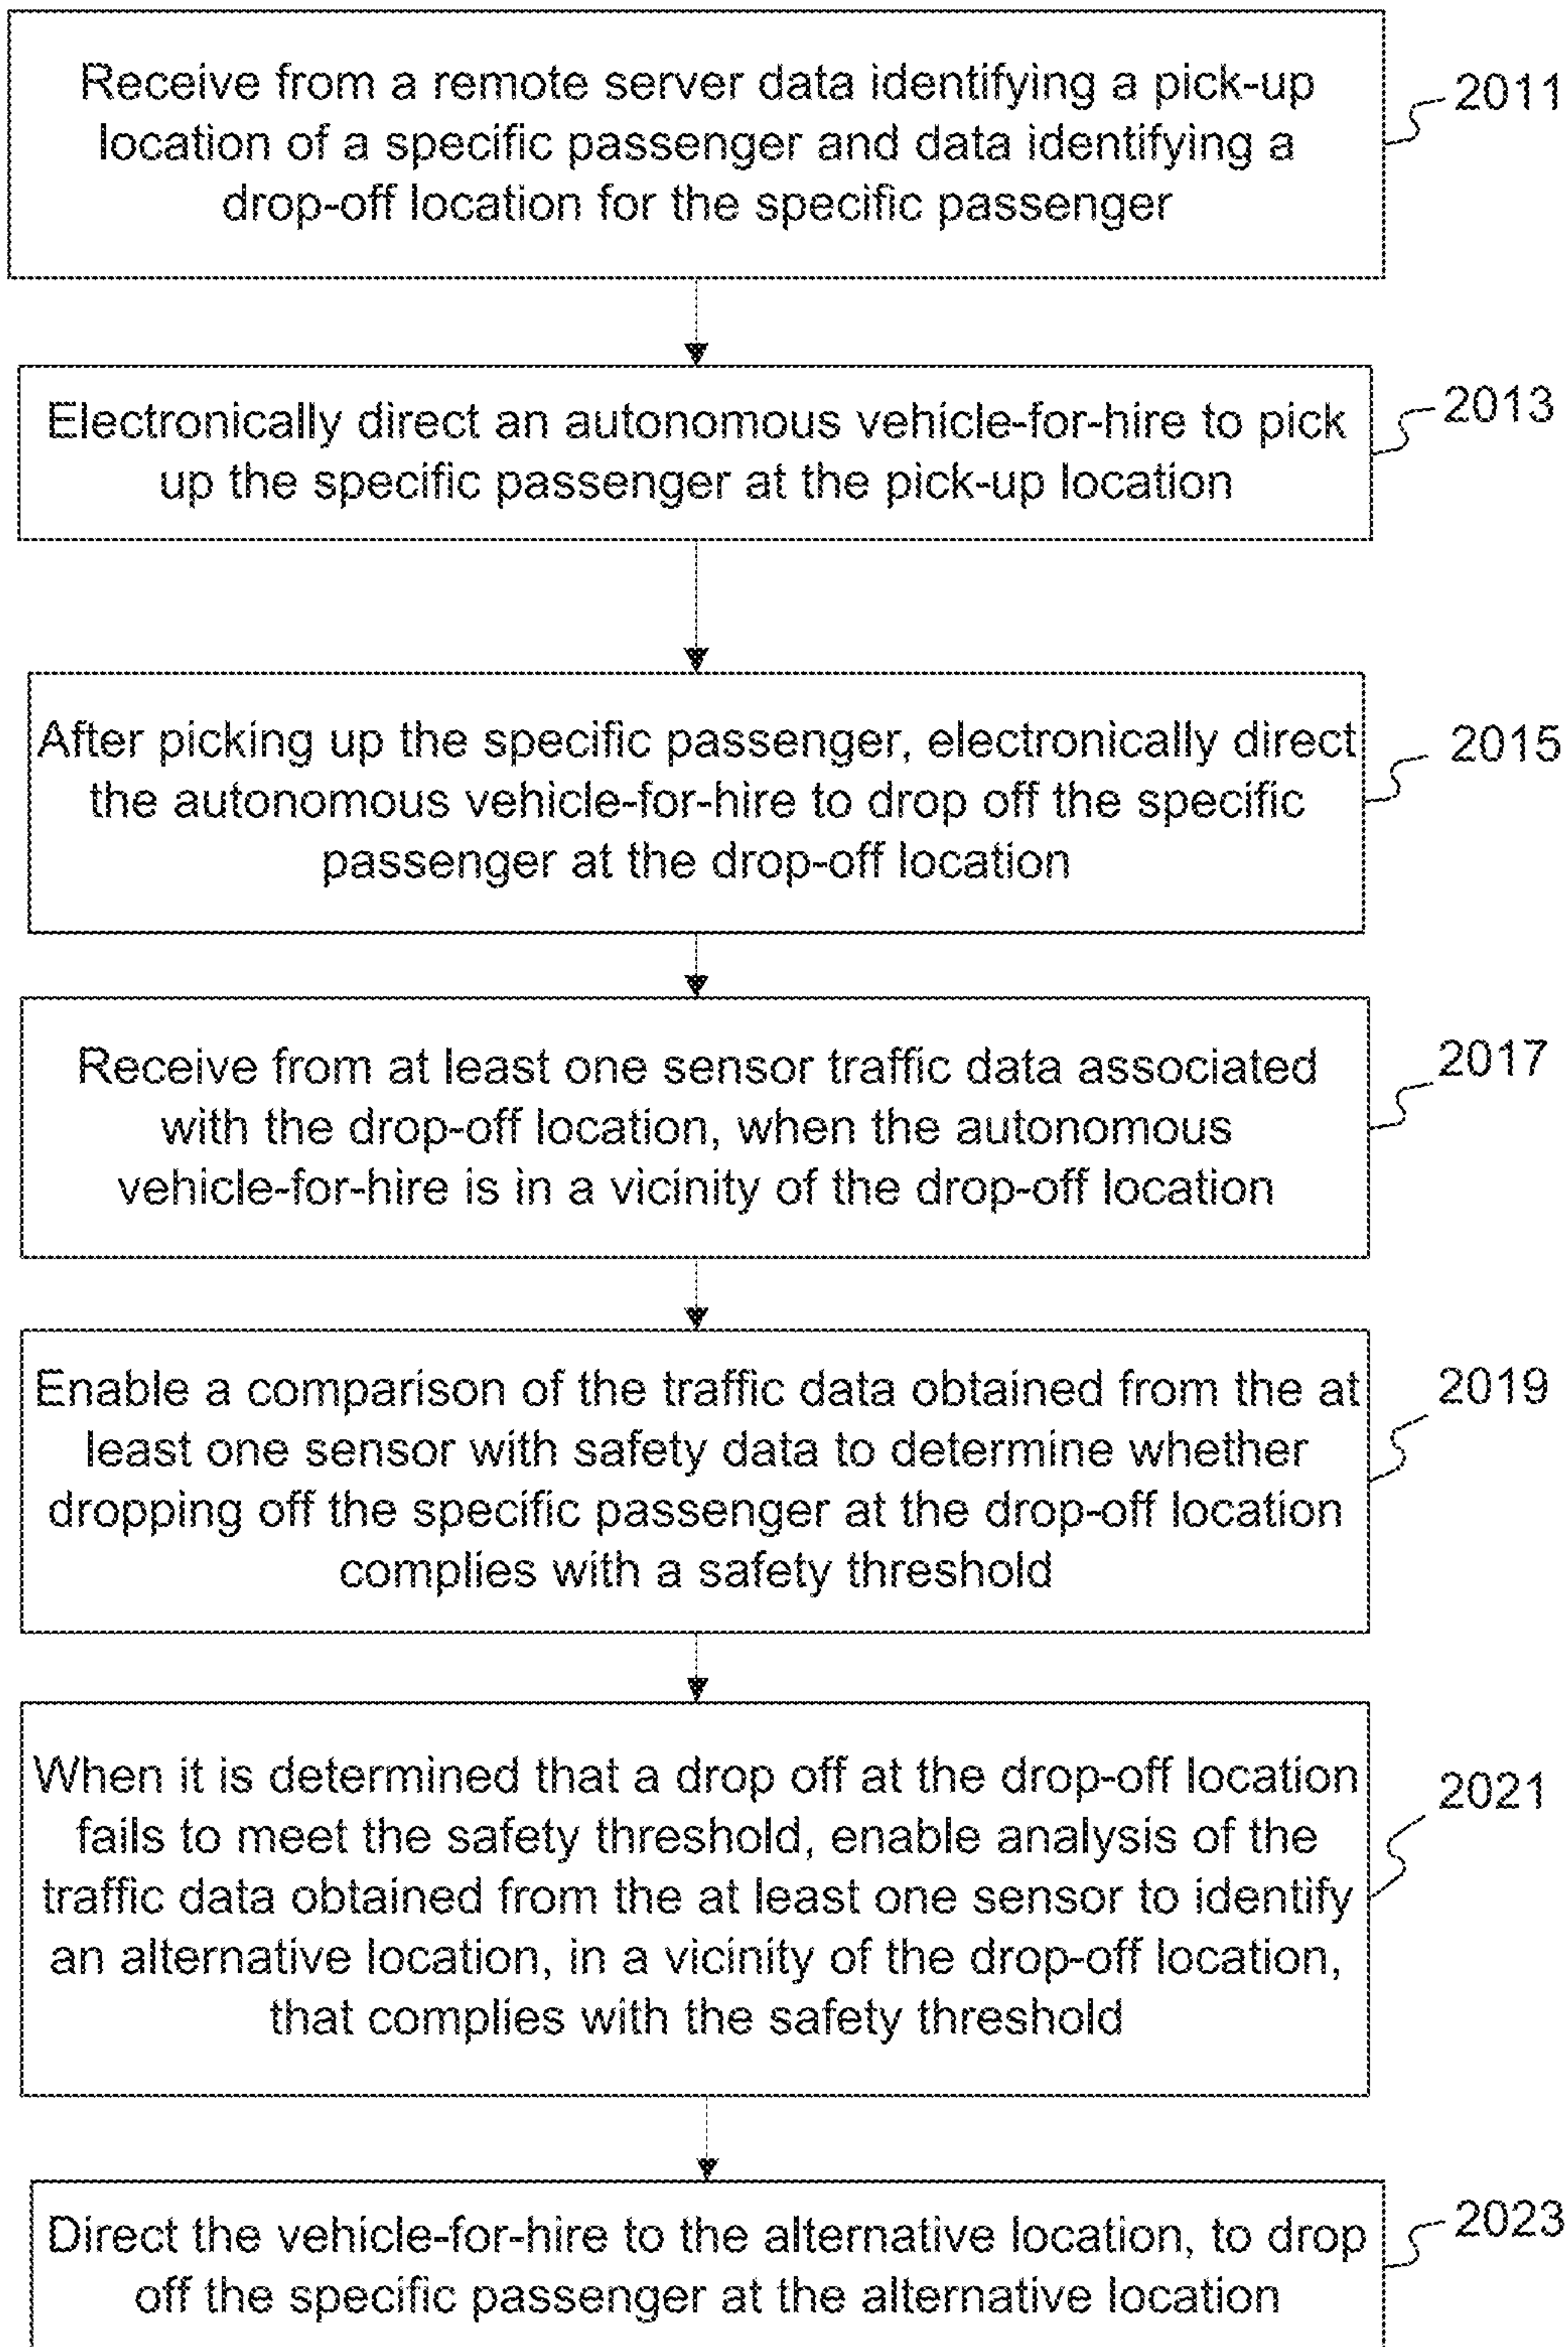 Receive from a remote server data identifying a pick-up
location of a specific passenger and data identifying a
drop-off location for the specific passenger
2011
Electronically direct an autonomous vehicle-for-hire to pick
up the specific passenger at the pick-up location
2013
After picking up the specific passenger, electronically direct
the autonomous vehicle-for-hire to drop off the specific
passenger at the drop-off location
2015
Receive from at least one sensor traffic data associated
with the drop-off location, when the autonomous
vehicle-for-hire is in a vicinity of the drop-off location
2017
Enable a comparison of the traffic data obtained from the at
least one sensor with safety data to determine whether
dropping off the specific passenger at the drop-off location
complies with a safety threshold
2019
When it is determined that a drop off at the drop-off location
fails to meet the safety threshold, enable analysis of the
traffic data obtained from the at least one sensor to identify
an alternative location, in a vicinity of the drop-off location,
that complies with the safety threshold
2021
Direct the vehicle-for-hire to the alternative location, to drop
off the specific passenger at the alternative location
2023